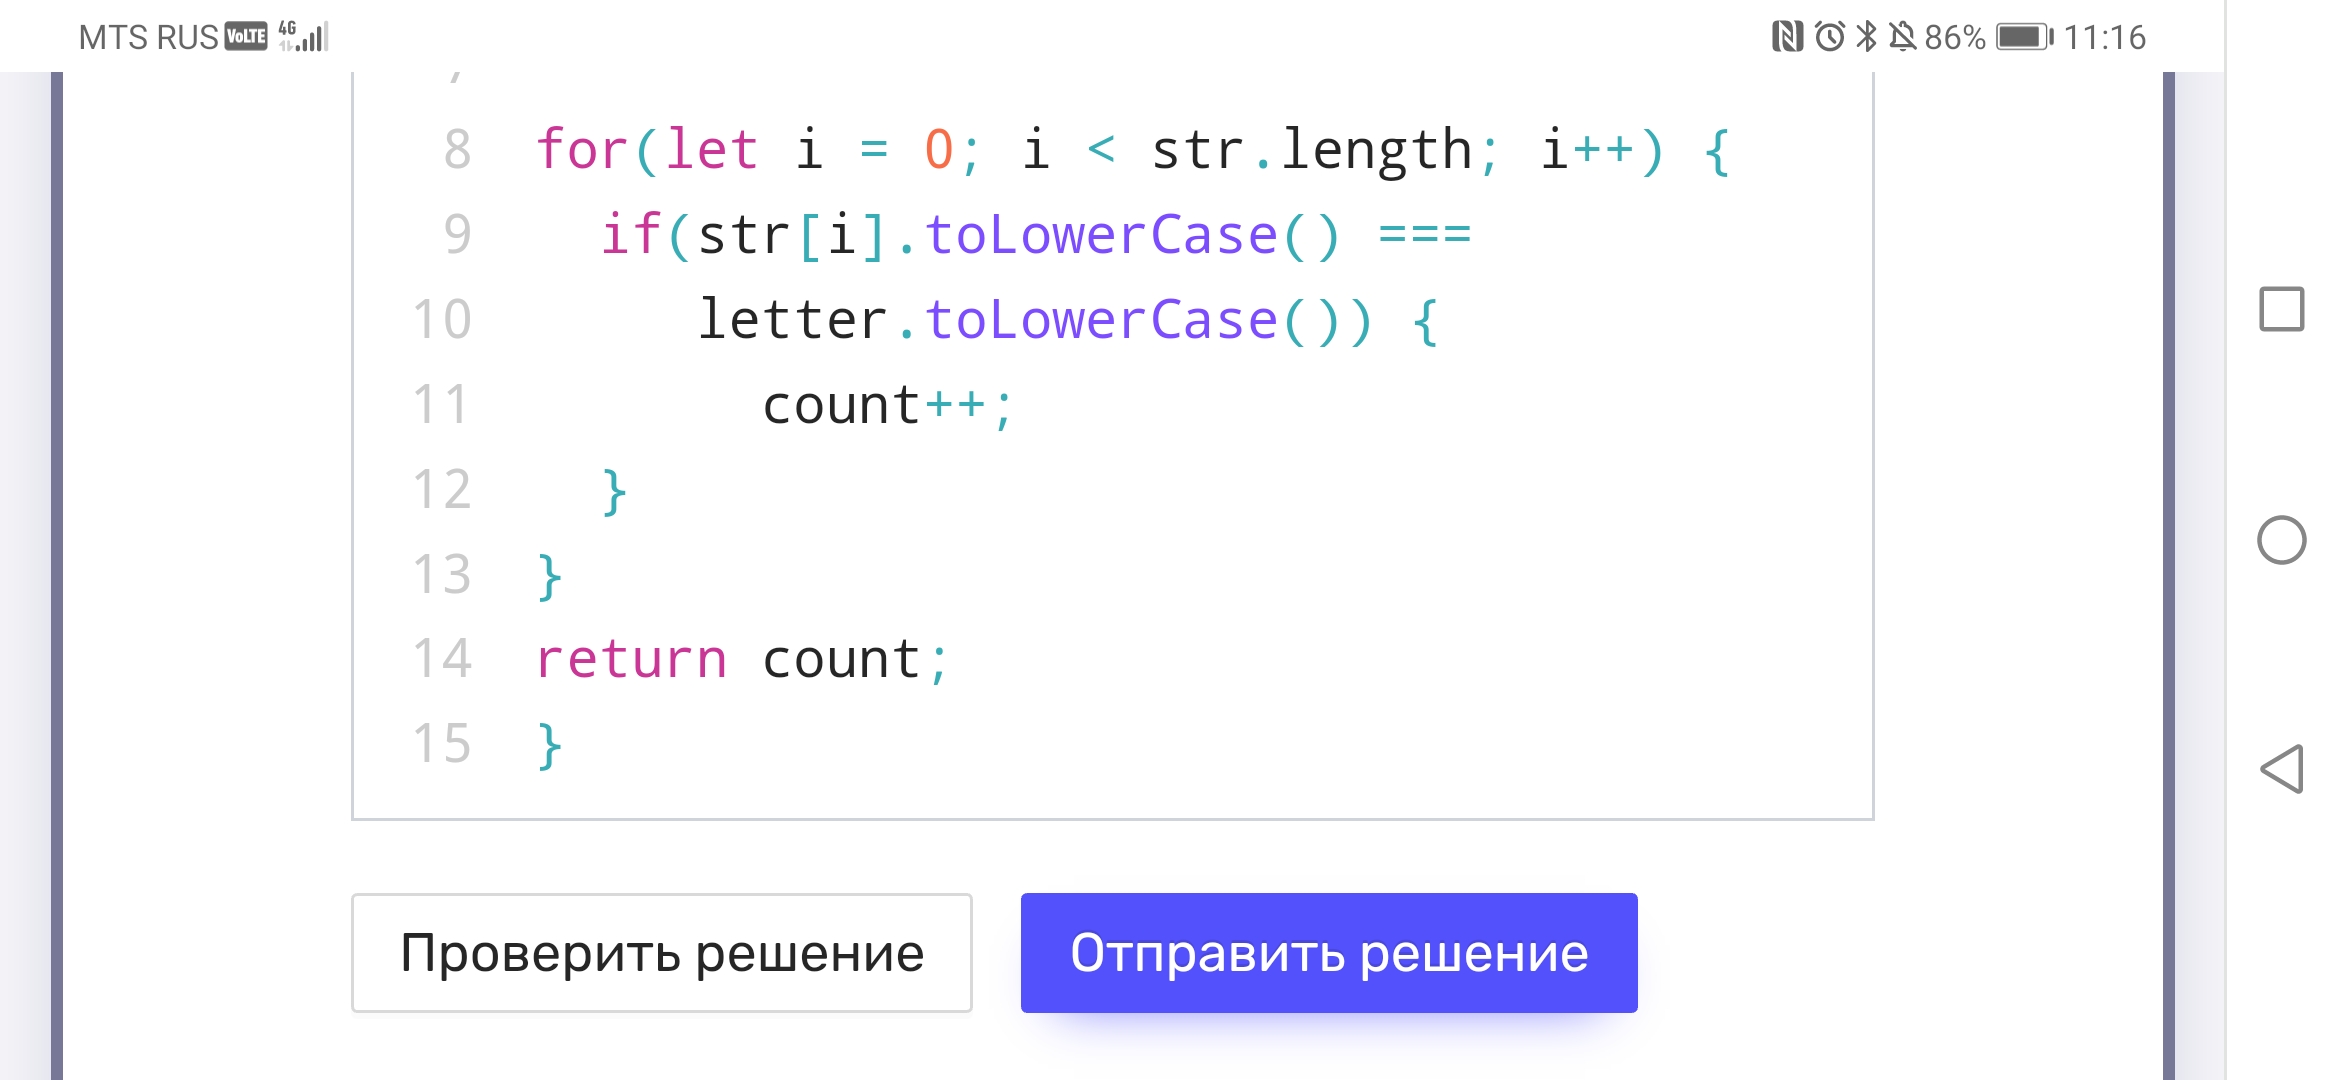 MTS RUS VoLTE 4G 86% 11:16
8 for(let i = 0; i < str.length; i++) {
9 if(str[i].toLowerCase() ===
10 letter.toLowerCase()) {
11 count++;
12 }
13 }
14 return count;
15 }
Проверить решение Отправить решение